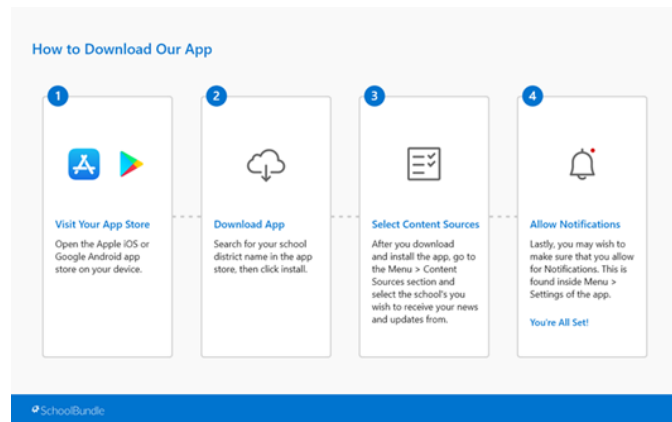 How to Download Our App
1
Visit Your App Store
Open the Apple iOS or
Google Android app
store on your device.
2
Download App
Search for your school
district name in the app
store, then click install.
3
Select Content Sources
After you download
and install the app, go to
the Menu > Content
Sources section and
select the school's you
wish to receive your news
and updates from.
4
Allow Notifications
Lastly, you may wish to
make sure that you allow
for Notifications. This is
found inside Menu >
Settings of the app.
You're All Set!
SchoolBundle